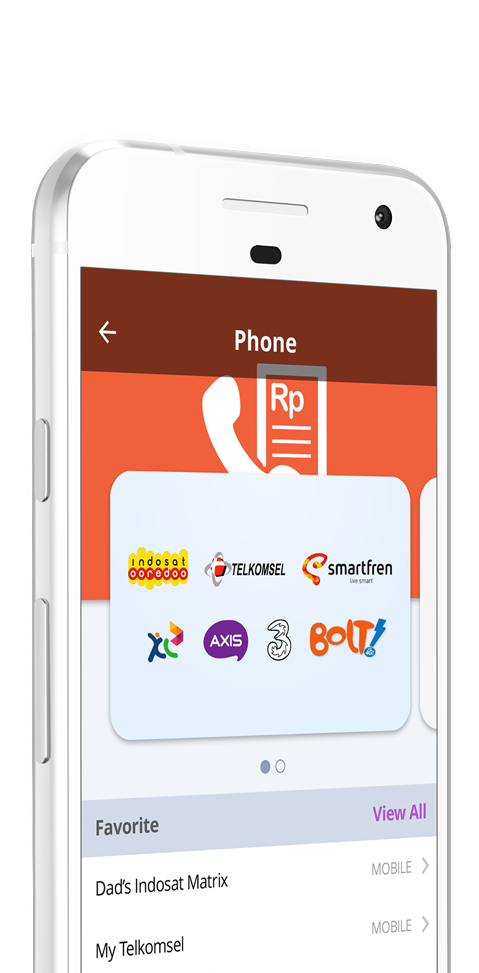 Phone
Rp
indosat
ooredoo
TELKOMSEL
smartfren
live smart
XL
AXIS
3
BOLT!
4G
Favorite
View All
Dad's Indosat Matrix
MOBILE
My Telkomsel
MOBILE